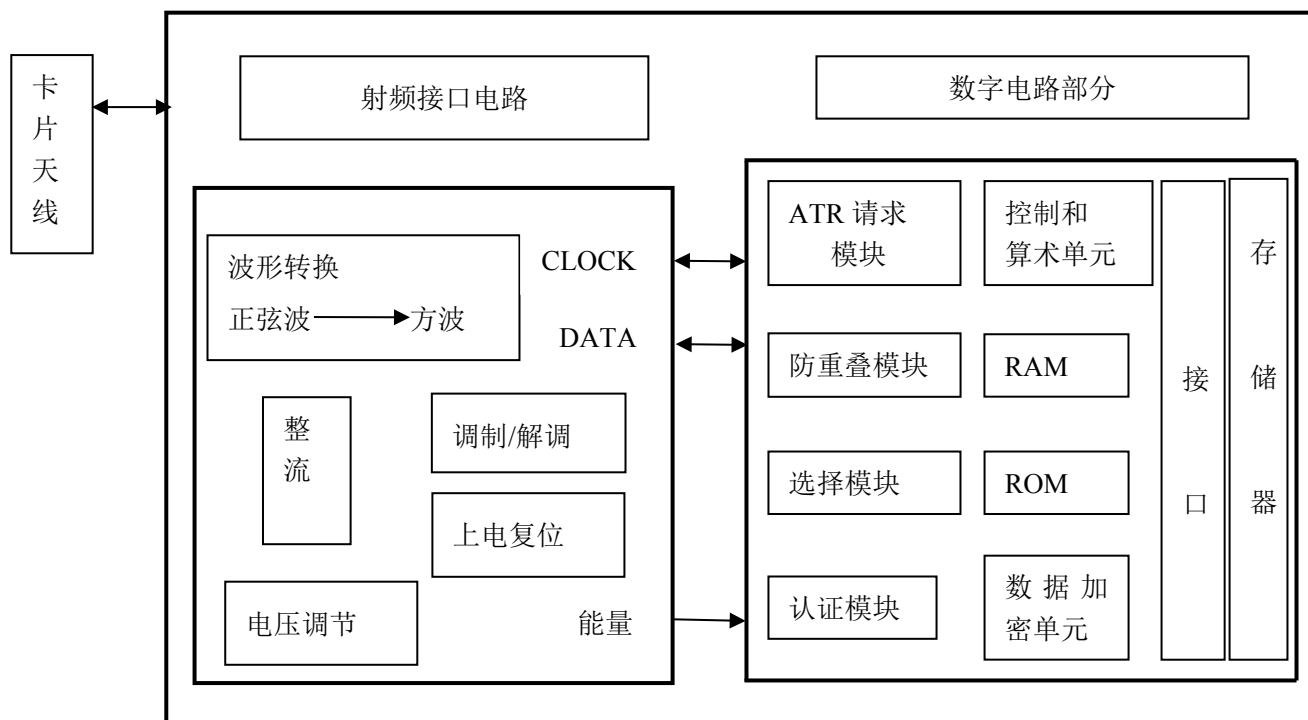 卡片天线
射频接口电路
数字电路部分
波形转换
正弦波 方波
CLOCK
DATA
整流
调制/解调
上电复位
电压调节
能量
ATR 请求
模块
控制和
算术单元
防重叠模块
RAM
选择模块
ROM
认证模块
数据加
密单元
接口
存储器